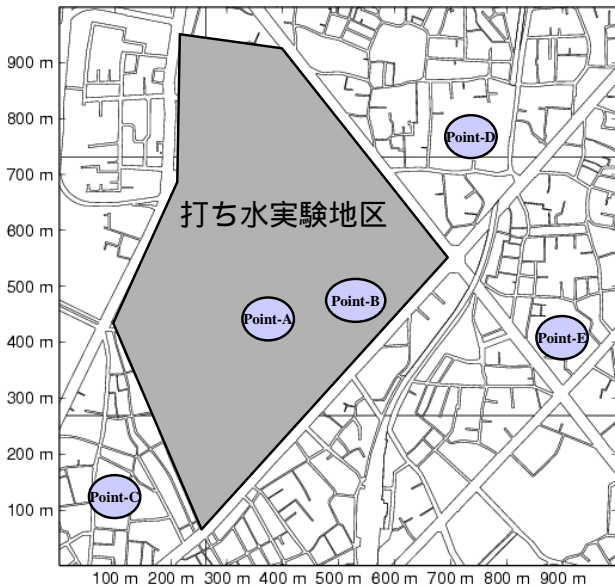 900 m
800 m
Point-D
700 m
打ち水実験地区
600 m
500 m
Point-B
Point-A
Point-E
400 m
300 m
200 m
Point-C
100 m
100 m 200 m 300 m 400 m 500 m 600 m 700 m 800 m 900 m